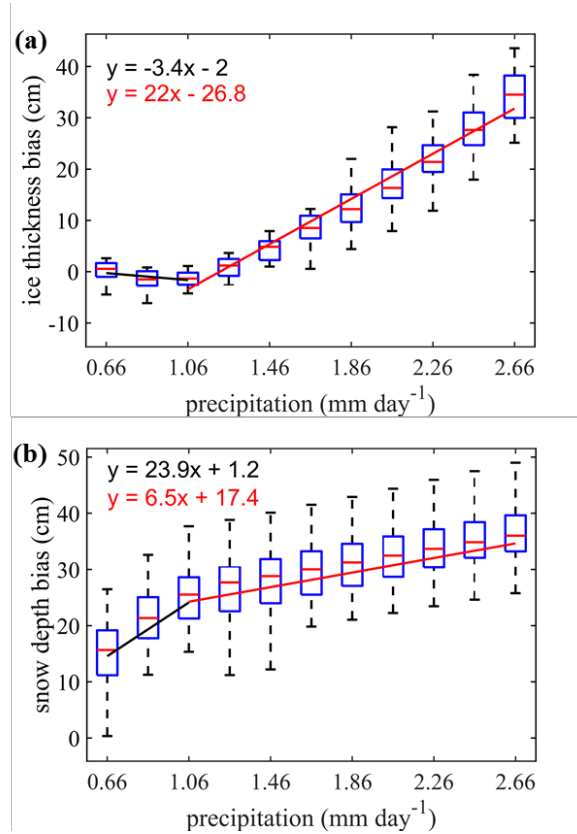 (a)
y = -3.4x - 2
y = 22x - 26.8
ice thickness bias (cm)
40
30
20
10
0
-10
0.66 1.06 1.46 1.86 2.26 2.66
precipitation (mm day⁻¹)
(b)
y = 23.9x + 1.2
y = 6.5x + 17.4
snow depth bias (cm)
50
40
30
20
10
0
0.66 1.06 1.46 1.86 2.26 2.66
precipitation (mm day⁻¹)